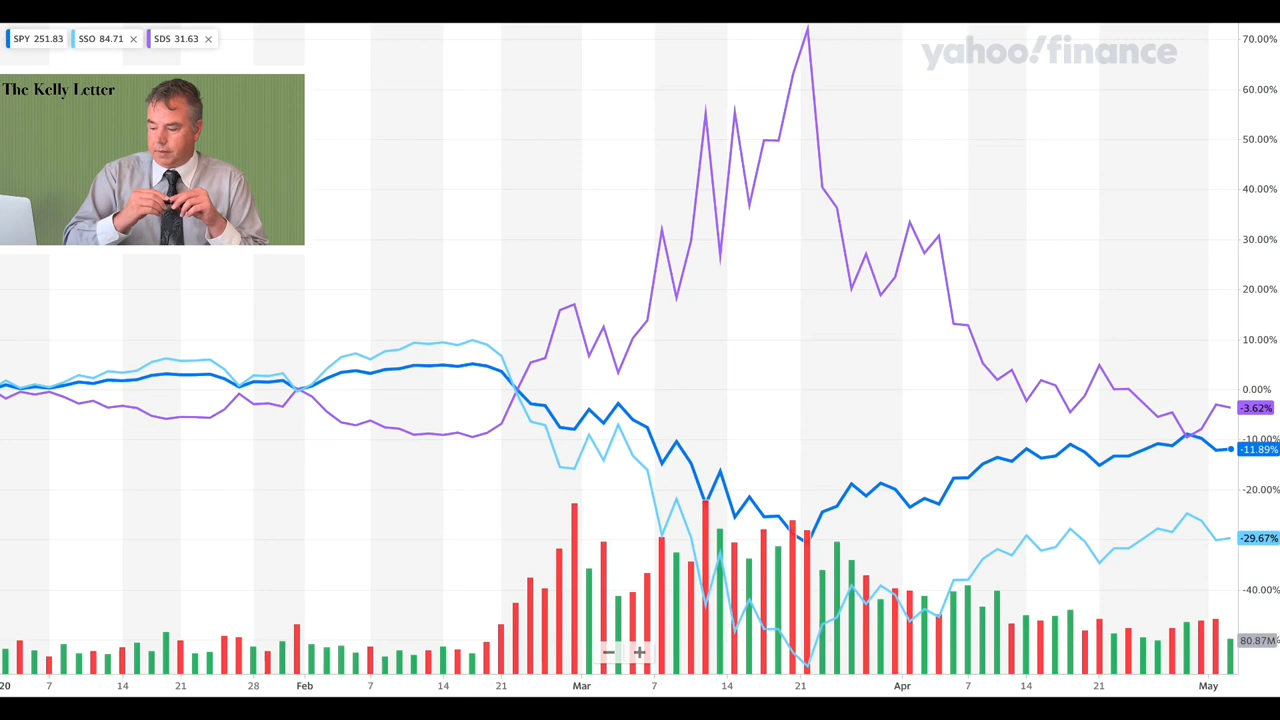 SPY 251.83 SSO 84.71 × SDS 31.63 ×
yahoo!finance
The Kelly Letter
70.00%
60.00%
50.00%
40.00%
30.00%
20.00%
10.00%
0.00%
-3.62%
-10.00%
-11.89%
-20.00%
-29.67%
-40.00%
80.87M
20 7 14 21 28 Feb 7 14 21 Mar 7 14 21 Apr 7 14 21 May